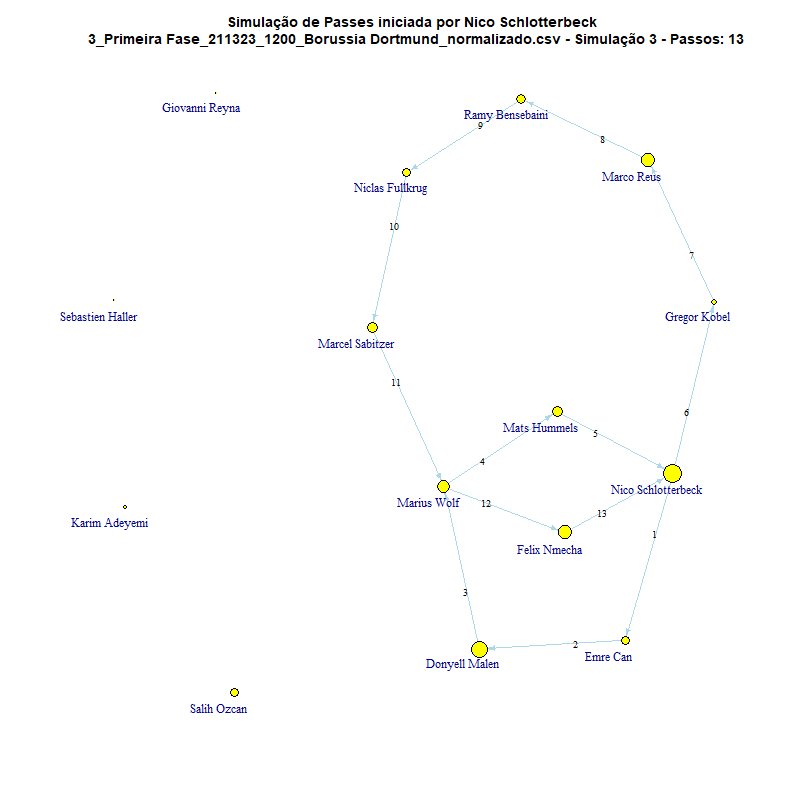 Simulação de Passes iniciada por Nico Schlotterbeck
3_Primeira Fase_211323_1200_Borussia Dortmund_normalizado.csv - Simulação 3 - Passos: 13
Giovanni Reyna
Ramy Bensebaini
9
8
Marco Reus
Niclas Fullkrug
10
7
Sebastien Haller
Gregor Kobel
Marcel Sabitzer
11
6
Mats Hummels
5
4
Nico Schlotterbeck
Marius Wolf
12
13
Karim Adeyemi
Felix Nmecha
1
3
2
Emre Can
Donyell Malen
Salih Ozcan